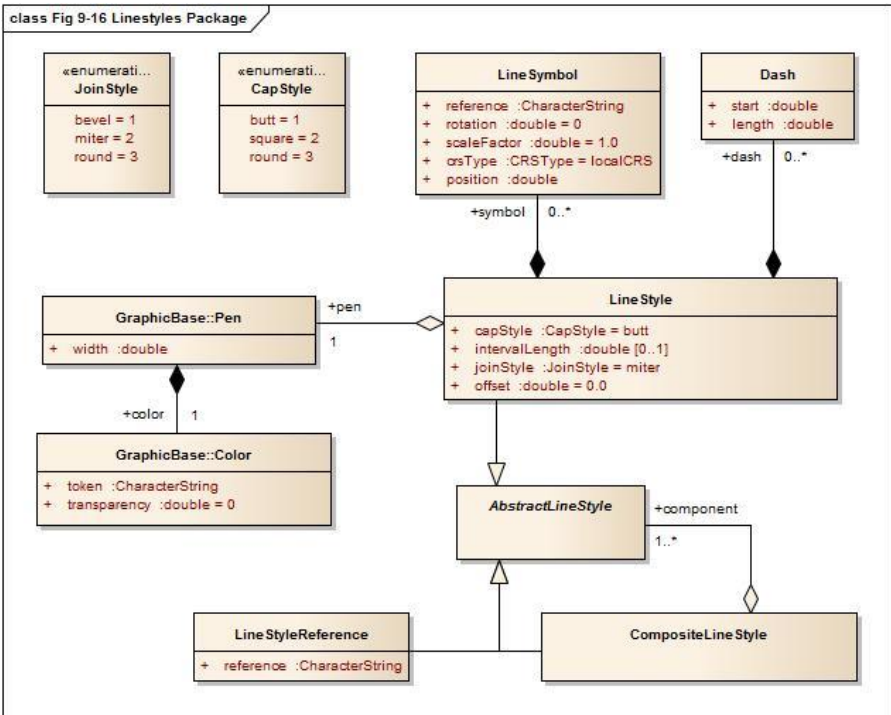 class Fig 9-16 Linestyles Package
«enumerati...
JoinStyle
bevel = 1
miter = 2
round = 3
«enumerati...
CapStyle
butt = 1
square = 2
round = 3
LineSymbol
+ reference :CharacterString
+ rotation :double = 0
+ scaleFactor :double = 1.0
+ crsType :CRSType = localCRS
+ position :double
Dash
+ start :double
+ length :double
+symbol 0..*
+dash 0..*
LineStyle
+ capStyle :CapStyle = butt
+ intervalLength :double [0..1]
+ joinStyle :JoinStyle = miter
+ offset :double = 0.0
+pen
1
GraphicBase::Pen
+ width :double
+color 1
GraphicBase::Color
+ token :CharacterString
+ transparency :double = 0
AbstractLineStyle
+component
1..*
LineStyleReference
+ reference :CharacterString
CompositeLineStyle